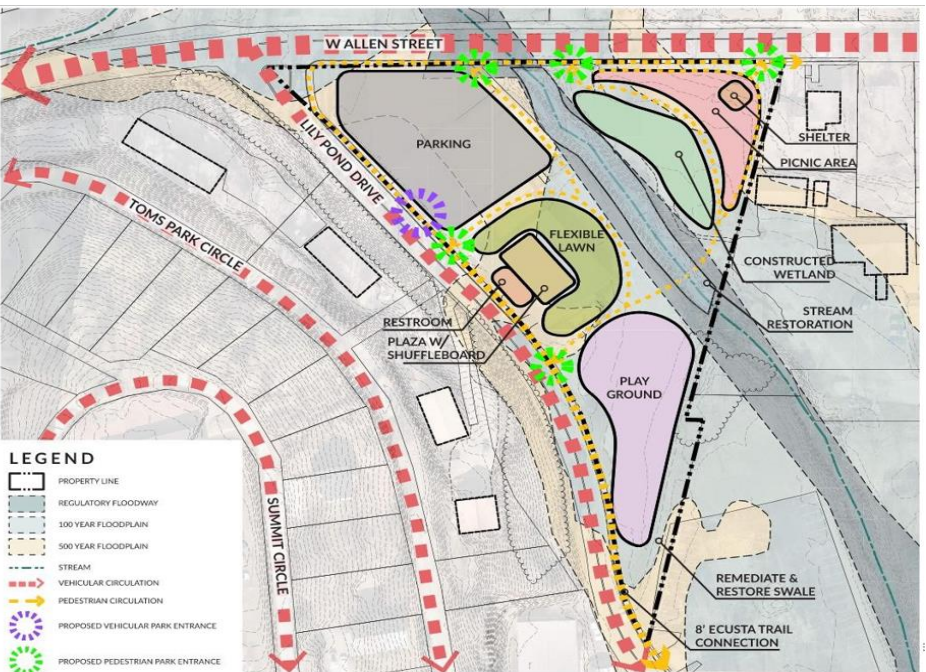 W ALLEN STREET
PARKING
LILY POND DRIVE
TOMS PARK CIRCLE
SUMMIT CIRCLE
SHELTER
PICNIC AREA
FLEXIBLE
LAWN
CONSTRUCTED
WETLAND
STREAM
RESTORATION
RESTROOM
PLAZA W/
SHUFFLEBOARD
PLAY
GROUND
REMEDIATE &
RESTORE SWALE
8' ECUSTA TRAIL
CONNECTION
LEGEND
PROPERTY LINE
REGULATORY FLOODWAY
100 YEAR FLOODPLAIN
500 YEAR FLOODPLAIN
STREAM
VEHICULAR CIRCULATION
PEDESTRIAN CIRCULATION
PROPOSED VEHICULAR PARK ENTRANCE
PROPOSED PEDESTRIAN PARK ENTRANCE